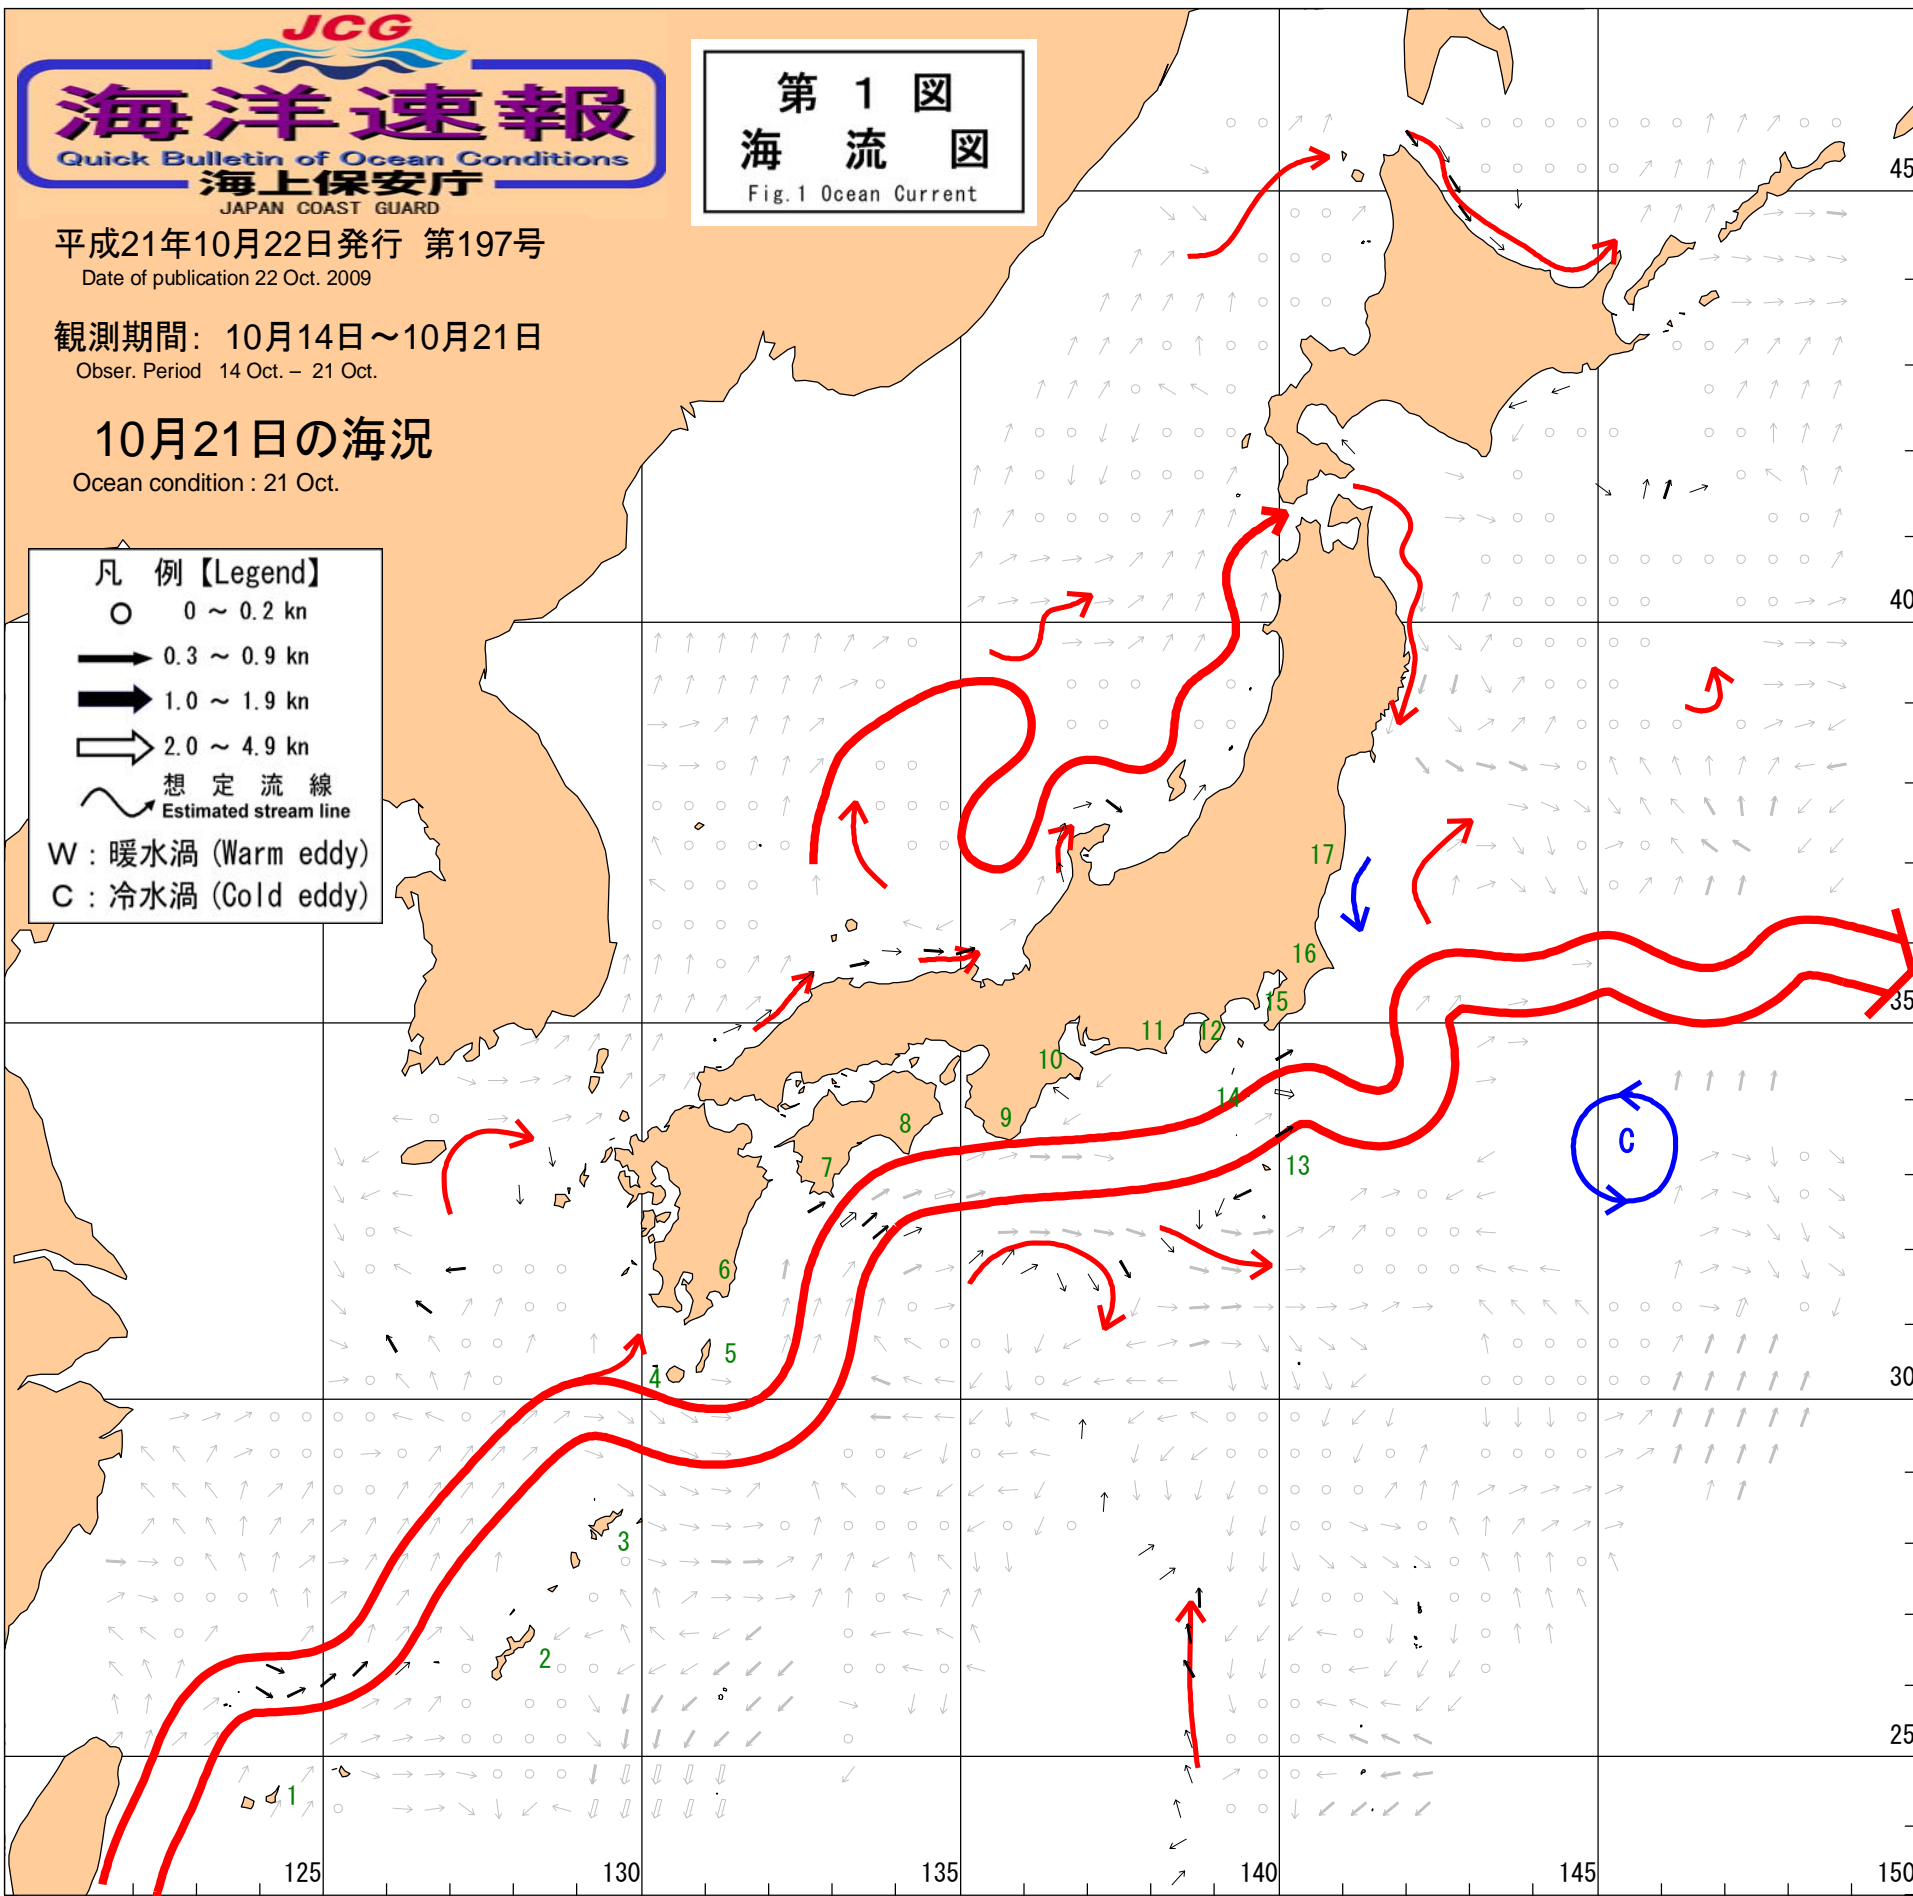 JCG
海洋速報
Quick Bulletin of Ocean Conditions
海上保安庁
JAPAN COAST GUARD
第 1 図
海 流 図
Fig.1 Ocean Current
平成21年10月22日発行 第197号
Date of publication 22 Oct. 2009
観測期間: 10月14日～10月21日
Obser. Period 14 Oct. – 21 Oct.
10月21日の海況
Ocean condition : 21 Oct.
凡 例【Legend】
0 ～ 0.2 kn
0.3 ～ 0.9 kn
1.0 ～ 1.9 kn
2.0 ～ 4.9 kn
想 定 流 線
Estimated stream line
W : 暖水渦 (Warm eddy)
C : 冷水渦 (Cold eddy)
45
40
17
16
15
35
12
11
10
14
9
8
C
13
7
6
5
4
30
3
2
25
1
125
130
135
140
145
150